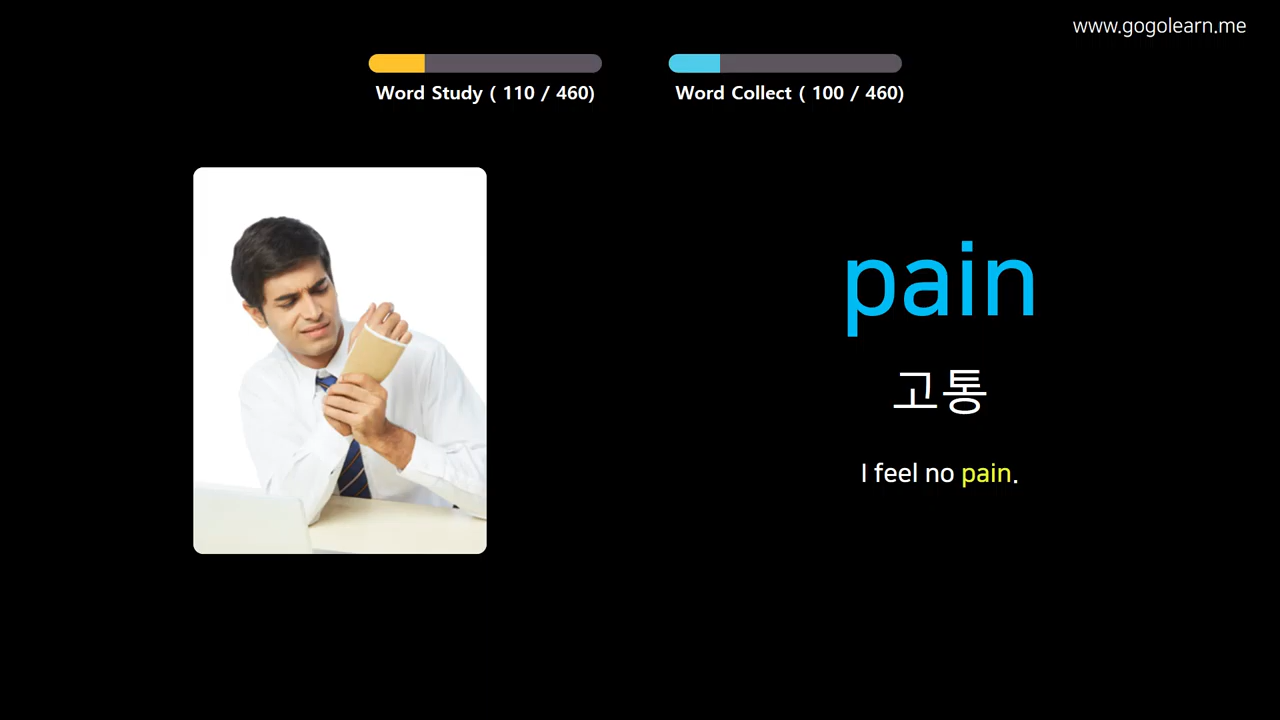 www.gogolearn.me
Word Study ( 110 / 460)
Word Collect ( 100 / 460)
pain
고통
I feel no pain.